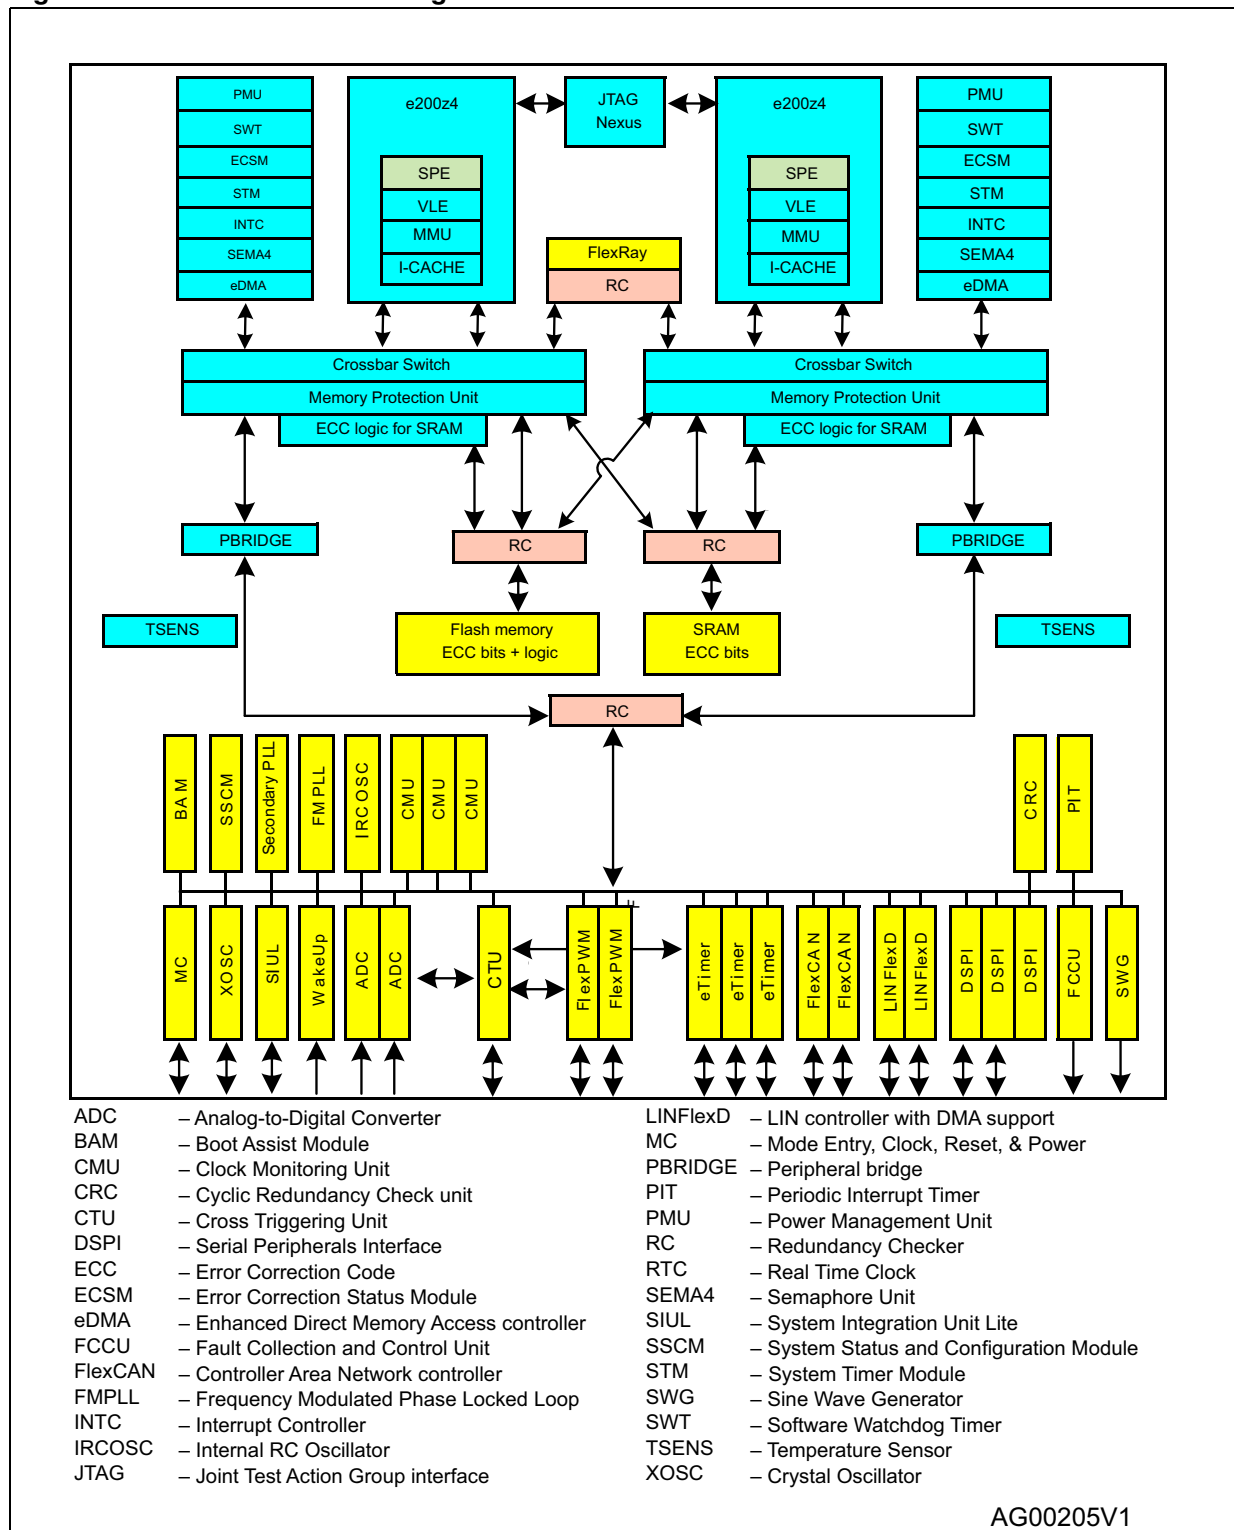 PMU
SWT
ECSM
STM
INTC
SEMA4
eDMA
e200z4
SPE
VLE
MMU
I-CACHE
JTAG
Nexus
FlexRay
RC
e200z4
SPE
VLE
MMU
I-CACHE
PMU
SWT
ECSM
STM
INTC
SEMA4
eDMA
Crossbar Switch
Memory Protection Unit
ECC logic for SRAM
Crossbar Switch
Memory Protection Unit
ECC logic for SRAM
PBRIDGE
RC
RC
PBRIDGE
TSENS
Flash memory
ECC bits + logic
SRAM
ECC bits
TSENS
RC
BAM
SSCM
Secondary PLL
FMPLL
IRCOSC
CMU
CMU
CMU
CRC
PIT
MC
XOSC
SIUL
WakeUp
ADC
ADC
CTU
FlexPWM
FlexPWM
eTimer
eTimer
eTimer
FlexCAN
FlexCAN
LINFlexD
LINFlexD
DSPI
DSPI
DSPI
FCCU
SWG
ADC – Analog-to-Digital Converter
BAM – Boot Assist Module
CMU – Clock Monitoring Unit
CRC – Cyclic Redundancy Check unit
CTU – Cross Triggering Unit
DSPI – Serial Peripherals Interface
ECC – Error Correction Code
ECSM – Error Correction Status Module
eDMA – Enhanced Direct Memory Access controller
FCCU – Fault Collection and Control Unit
FlexCAN – Controller Area Network controller
FMPLL – Frequency Modulated Phase Locked Loop
INTC – Interrupt Controller
IRCOSC – Internal RC Oscillator
JTAG – Joint Test Action Group interface
LINFlexD – LIN controller with DMA support
MC – Mode Entry, Clock, Reset, & Power
PBRIDGE – Peripheral bridge
PIT – Periodic Interrupt Timer
PMU – Power Management Unit
RC – Redundancy Checker
RTC – Real Time Clock
SEMA4 – Semaphore Unit
SIUL – System Integration Unit Lite
SSCM – System Status and Configuration Module
STM – System Timer Module
SWG – Sine Wave Generator
SWT – Software Watchdog Timer
TSENS – Temperature Sensor
XOSC – Crystal Oscillator
AG00205V1